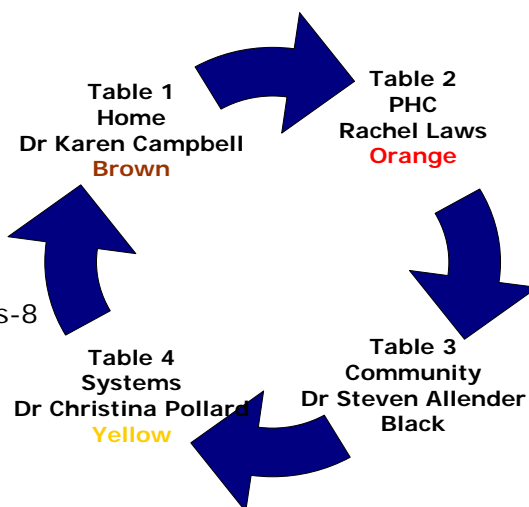 Table 1
Home
Dr Karen Campbell
Brown
Table 2
PHC
Rachel Laws
Orange
s-8
Table 4
Systems
Dr Christina Pollard
Yellow
Table 3
Community
Dr Steven Allender
Black